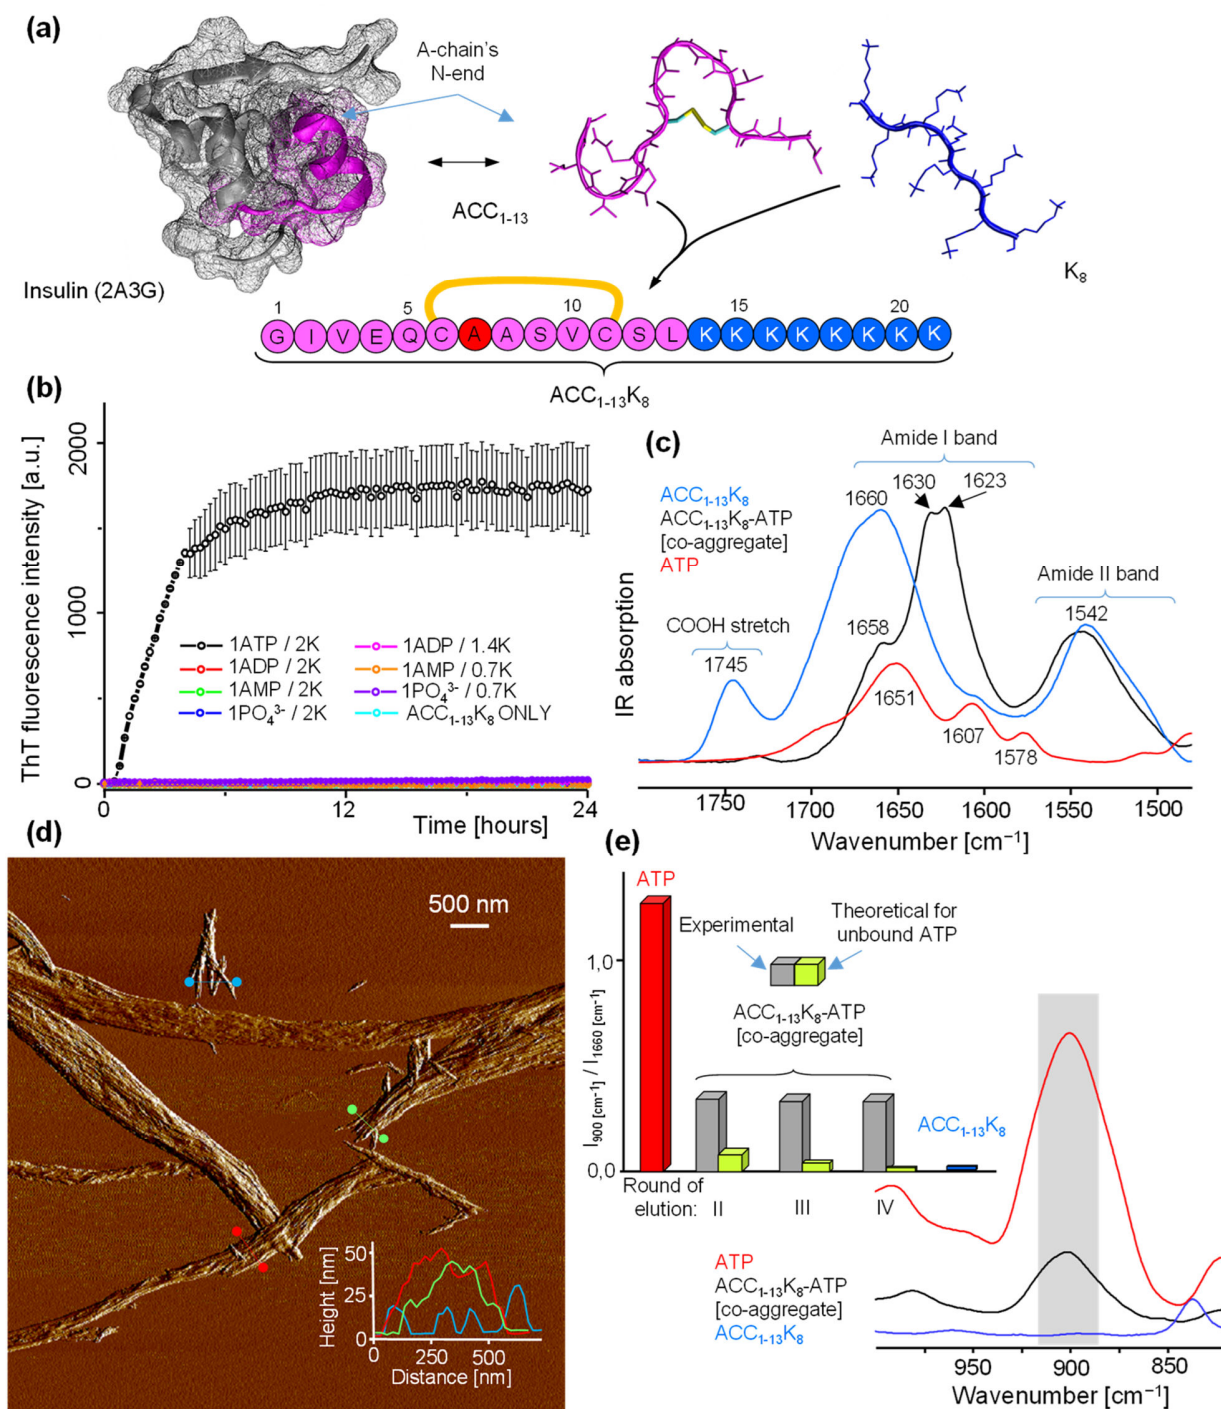 (a)
A-chain's
N-end
ACC₁₋₁₃
Insulin (2A3G)
K₈
1 5 10 15 20
G I V E Q C A A S V C S L K K K K K K K K
ACC₁₋₁₃K₈
(b)
ThT fluorescence intensity [a.u.]
2000
1000
0
1ATP / 2K
1ADP / 2K
1AMP / 2K
1PO₄³⁻ / 2K
1ADP / 1.4K
1AMP / 0.7K
1PO₄³⁻ / 0.7K
ACC₁₋₁₃K₈ ONLY
0 12 24
Time [hours]
(c)
Amide I band
ACC₁₋₁₃K₈
ACC₁₋₁₃K₈-ATP
[co-aggregate]
ATP
1660
1630
1623
Amide II band
1542
COOH stretch
1745
1658
1651
1607
1578
IR absorption
1750 1700 1650 1600 1550 1500
Wavenumber [cm⁻¹]
(d)
500 nm
Height [nm]
50
25
0
0 250 500
Distance [nm]
(e)
ATP
Experimental
Theoretical for
unbound ATP
ACC₁₋₁₃K₈-ATP
[co-aggregate]
I₉₀₀ [cm⁻¹] / I₁₆₆₀ [cm⁻¹]
1,0
0,0
ACC₁₋₁₃K₈
Round of
elution:
II III IV
ATP
ACC₁₋₁₃K₈-ATP
[co-aggregate]
ACC₁₋₁₃K₈
950 900 850
Wavenumber [cm⁻¹]